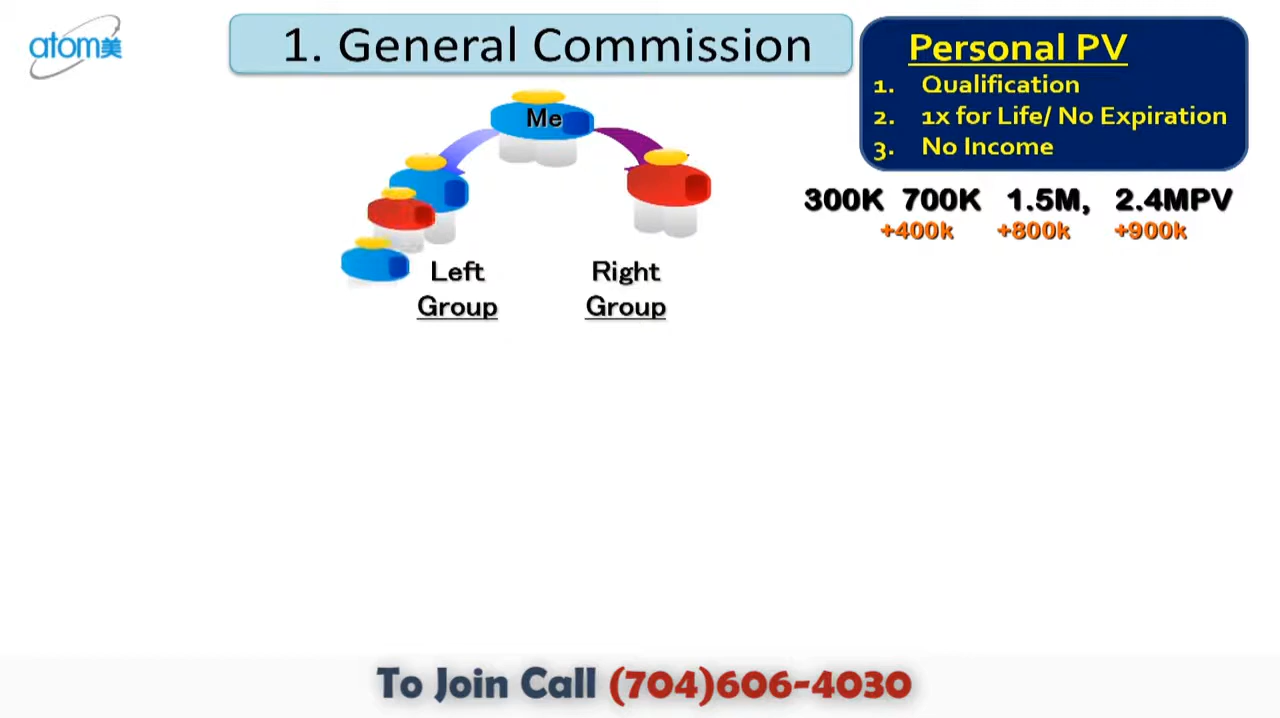 atom美
1. General Commission
Personal PV
1. Qualification
2. 1x for Life/ No Expiration
3. No Income
Me
300K 700K 1.5M, 2.4MPV
+400k +800k +900k
Left Group
Right Group
To Join Call (704)606-4030